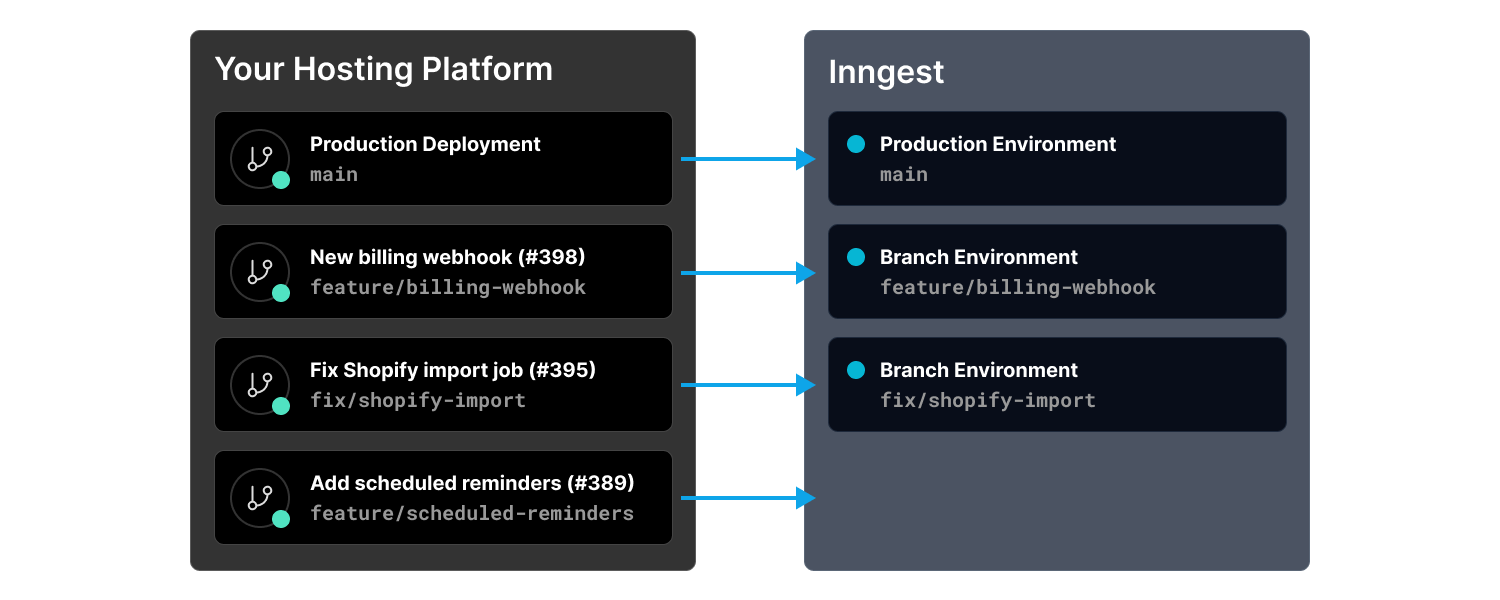 Your Hosting Platform
Production Deployment
main
New billing webhook (#398)
feature/billing-webhook
Fix Shopify import job (#395)
fix/shopify-import
Add scheduled reminders (#389)
feature/scheduled-reminders
Inngest
Production Environment
main
Branch Environment
feature/billing-webhook
Branch Environment
fix/shopify-import